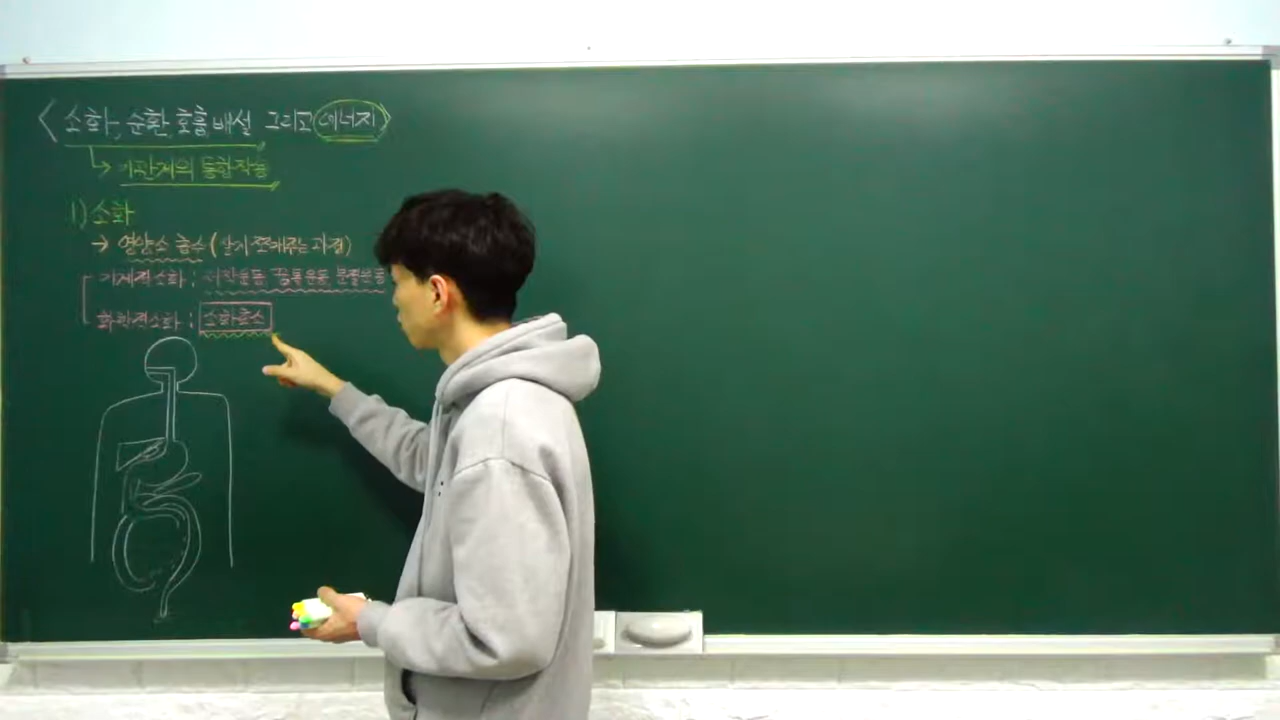 <소화, 순환, 호흡, 배설 그리고 에너지>
↳ 기관계의 통합작용
1) 소화
→ 영양소 흡수 (잘게 쪼개주는 과정)
기계적소화 : 저작운동, 꿈틀운동, 분절운동
화학적소화 : 소화효소